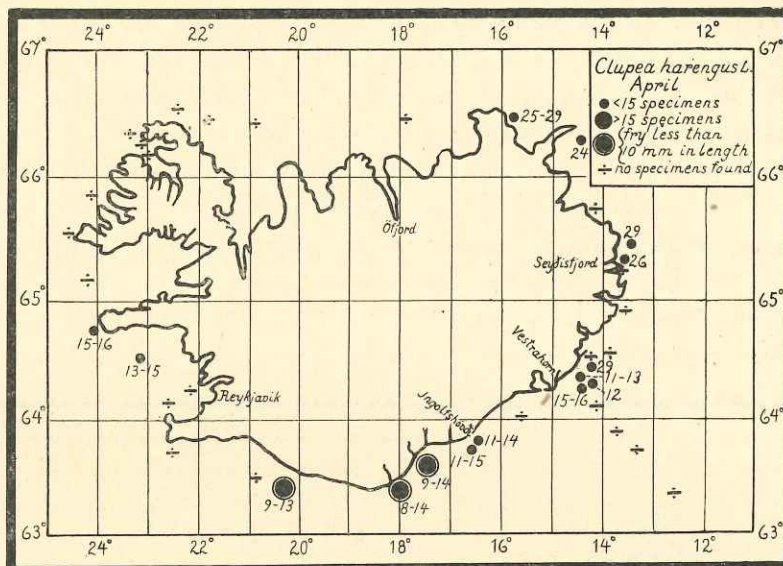 24° 22° 20° 18° 16° 14° 12°
67° 67°
Clupea harengus L.
April
<15 specimens
>15 specimens
fry less than
10 mm in length
÷ no specimens found
25-29
24
66° 66°
Öfjord
29
Seyðisfjord
26
65° 65°
15-16
13-15
Vestrahorn
29
11-13
12
15-16
Reykjavik
64° 64°
Ingolfshöbdi
11-14
11-15
9-14
9-13
8-14
63° 63°
24° 22° 20° 18° 16° 14° 12°